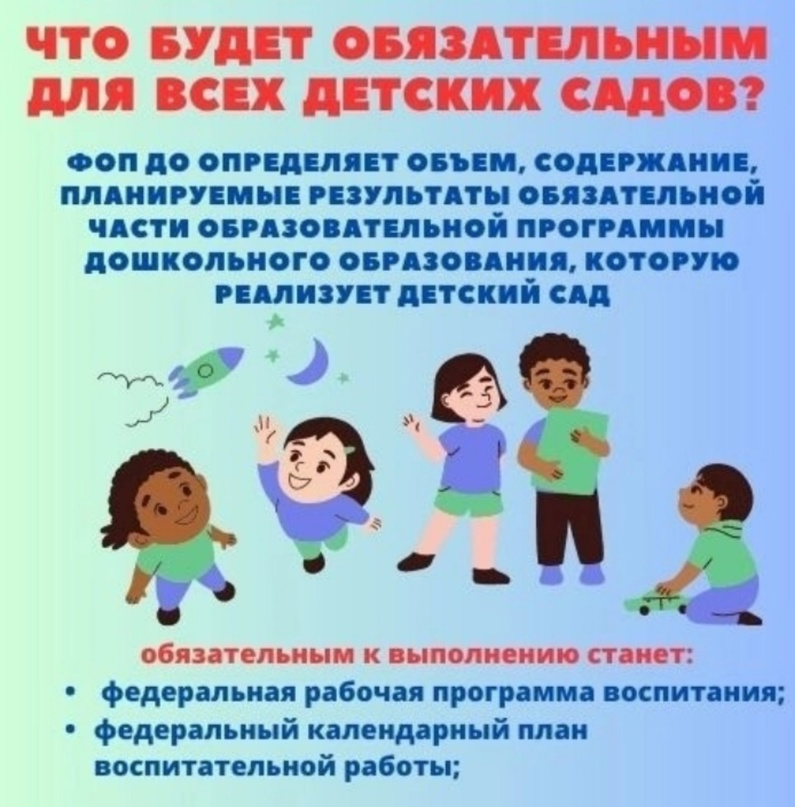 ЧТО БУДЕТ ОБЯЗАТЕЛЬНЫМ
ДЛЯ ВСЕХ ДЕТСКИХ САДОВ?
ФОП ДО ОПРЕДЕЛЯЕТ ОБЪЕМ, СОДЕРЖАНИЕ,
ПЛАНИРУЕМЫЕ РЕЗУЛЬТАТЫ ОБЯЗАТЕЛЬНОЙ
ЧАСТИ ОБРАЗОВАТЕЛЬНОЙ ПРОГРАММЫ
ДОШКОЛЬНОГО ОБРАЗОВАНИЯ, КОТОРУЮ
РЕАЛИЗУЕТ ДЕТСКИЙ САД
обязательным к выполнению станет:
• федеральная рабочая программа воспитания;
• федеральный календарный план
воспитательной работы;